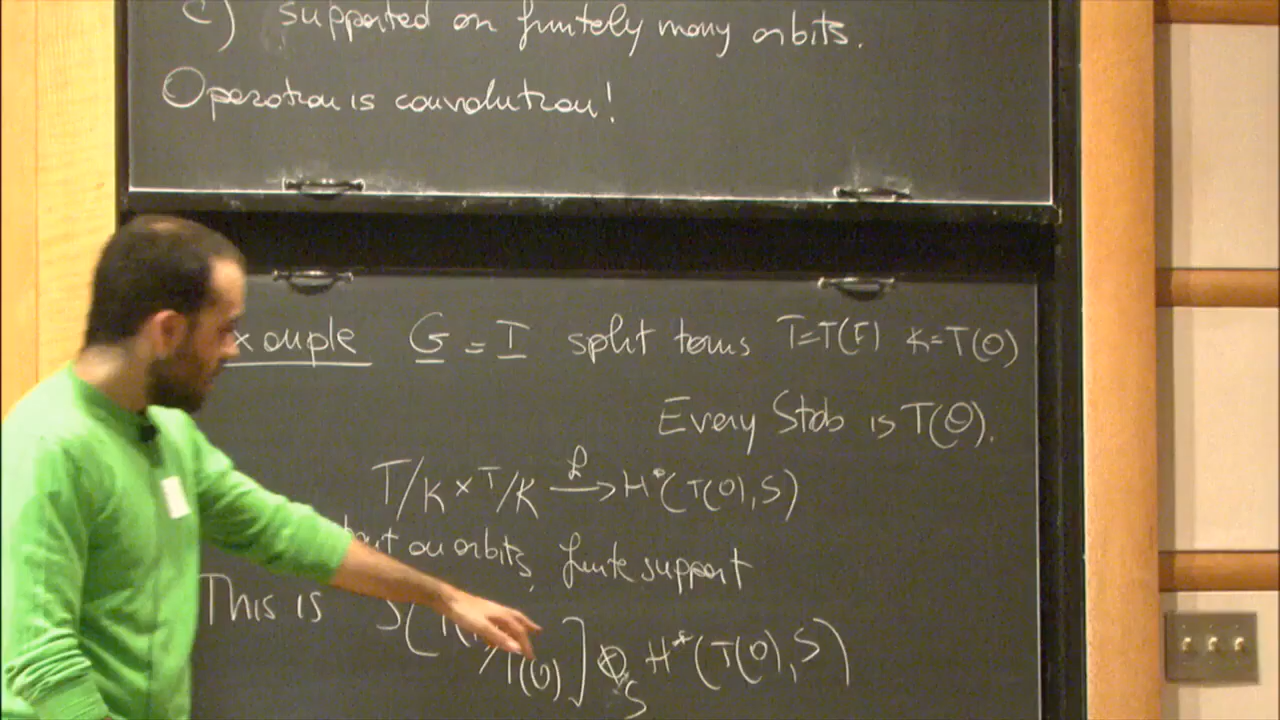 c) supported on finitely many orbits.
Operation is convolution!
Example G = T split torus T=T(F) K=T(O)
Every Stab is T(O).
T/K × T/K →^f H*(T(O), S)
on orbits, finite support
This is S[ /T(O)] ⊗_S H*(T(O), S)